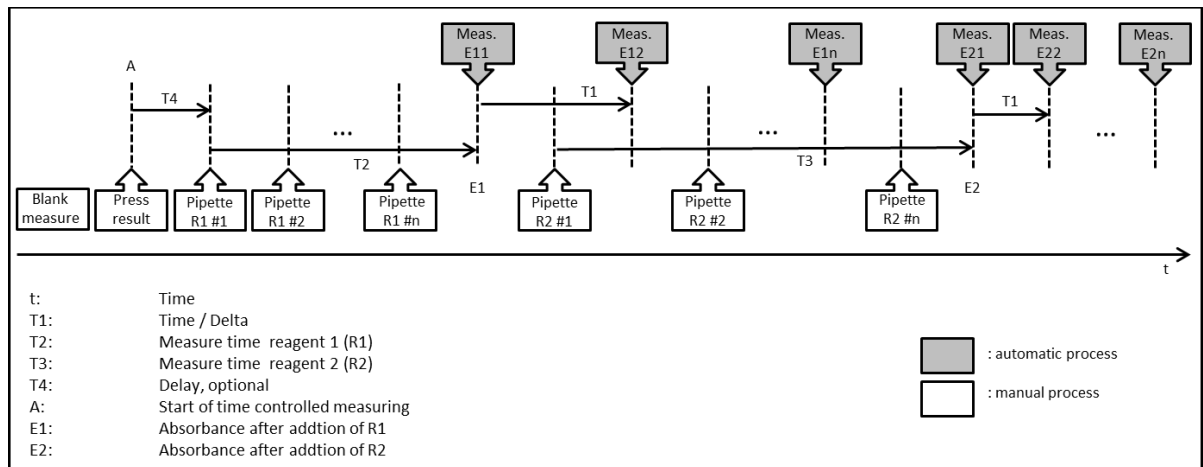 Meas.
E11
Meas.
E12
Meas.
E1n
Meas.
E21
Meas.
E22
Meas.
E2n
A
T4
T1
T1
...
...
...
T2
T3
E1
E2
Blank
measure
Press
result
Pipette
R1 #1
Pipette
R1 #2
Pipette
R1 #n
Pipette
R2 #1
Pipette
R2 #2
Pipette
R2 #n
t
t: Time
T1: Time / Delta
T2: Measure time reagent 1 (R1)
T3: Measure time reagent 2 (R2)
T4: Delay, optional
A: Start of time controlled measuring
E1: Absorbance after addtion of R1
E2: Absorbance after addtion of R2
: automatic process
: manual process